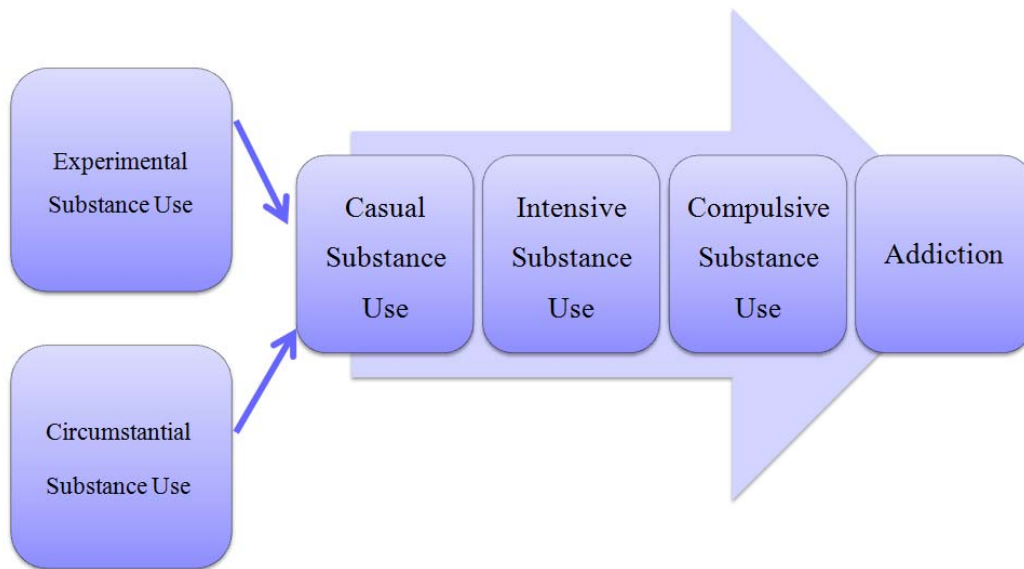 Experimental
Substance Use
Circumstantial
Substance Use
Casual
Substance
Use
Intensive
Substance
Use
Compulsive
Substance
Use
Addiction